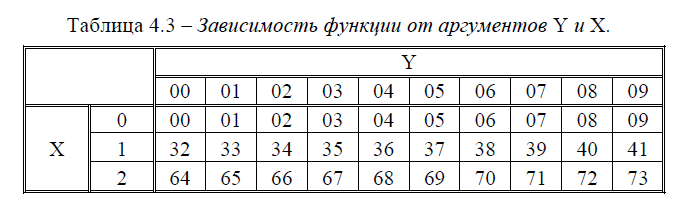 Таблица 4.3 – Зависимость функции от аргументов Y и X.
Y
00 01 02 03 04 05 06 07 08 09
X 0 00 01 02 03 04 05 06 07 08 09
1 32 33 34 35 36 37 38 39 40 41
2 64 65 66 67 68 69 70 71 72 73